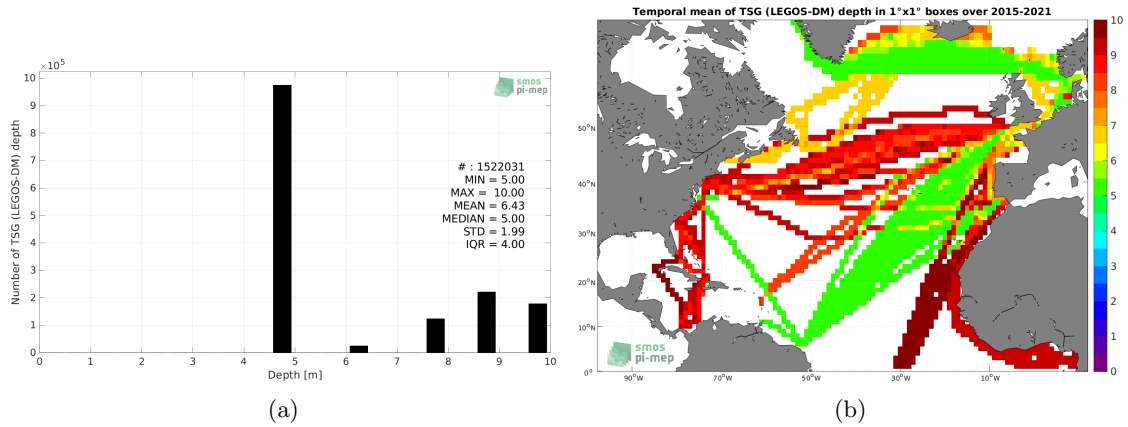 ×10⁵
10
9
8
7
6
5
4
3
2
1
0
Number of TSG (LEGOS-DM) depth
smos
pi-mep
# : 1522031
MIN = 5.00
MAX = 10.00
MEAN = 6.43
MEDIAN = 5.00
STD = 1.99
IQR = 4.00
0 1 2 3 4 5 6 7 8 9 10
Depth [m]
(a)
Temporal mean of TSG (LEGOS-DM) depth in 1°x1° boxes over 2015-2021
50°N
40°N
30°N
20°N
10°N
0°
90°W 70°W 50°W 30°W 10°W
smos
pi-mep
10
9
8
7
6
5
4
3
2
1
0
(b)